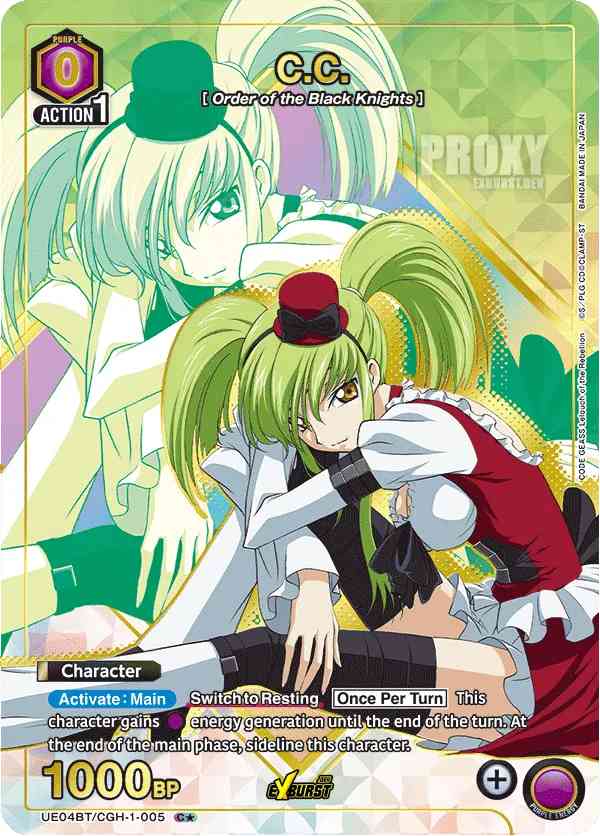 PURPLE
0
ACTION 1
C.C.
[ Order of the Black Knights ]
PROXY
EXBURST.DEV
CODE GEASS Lelouch of the Rebellion ©S／PLG CD©CLAMP･ST BANDAI MADE IN JAPAN
Character
Activate: Main Switch to Resting Once Per Turn This
character gains energy generation until the end of the turn. At
the end of the main phase, sideline this character.
1000 BP
EXBURST
.DEV
+
PURPLE ENERGY
UE04BT/CGH-1-005 C★